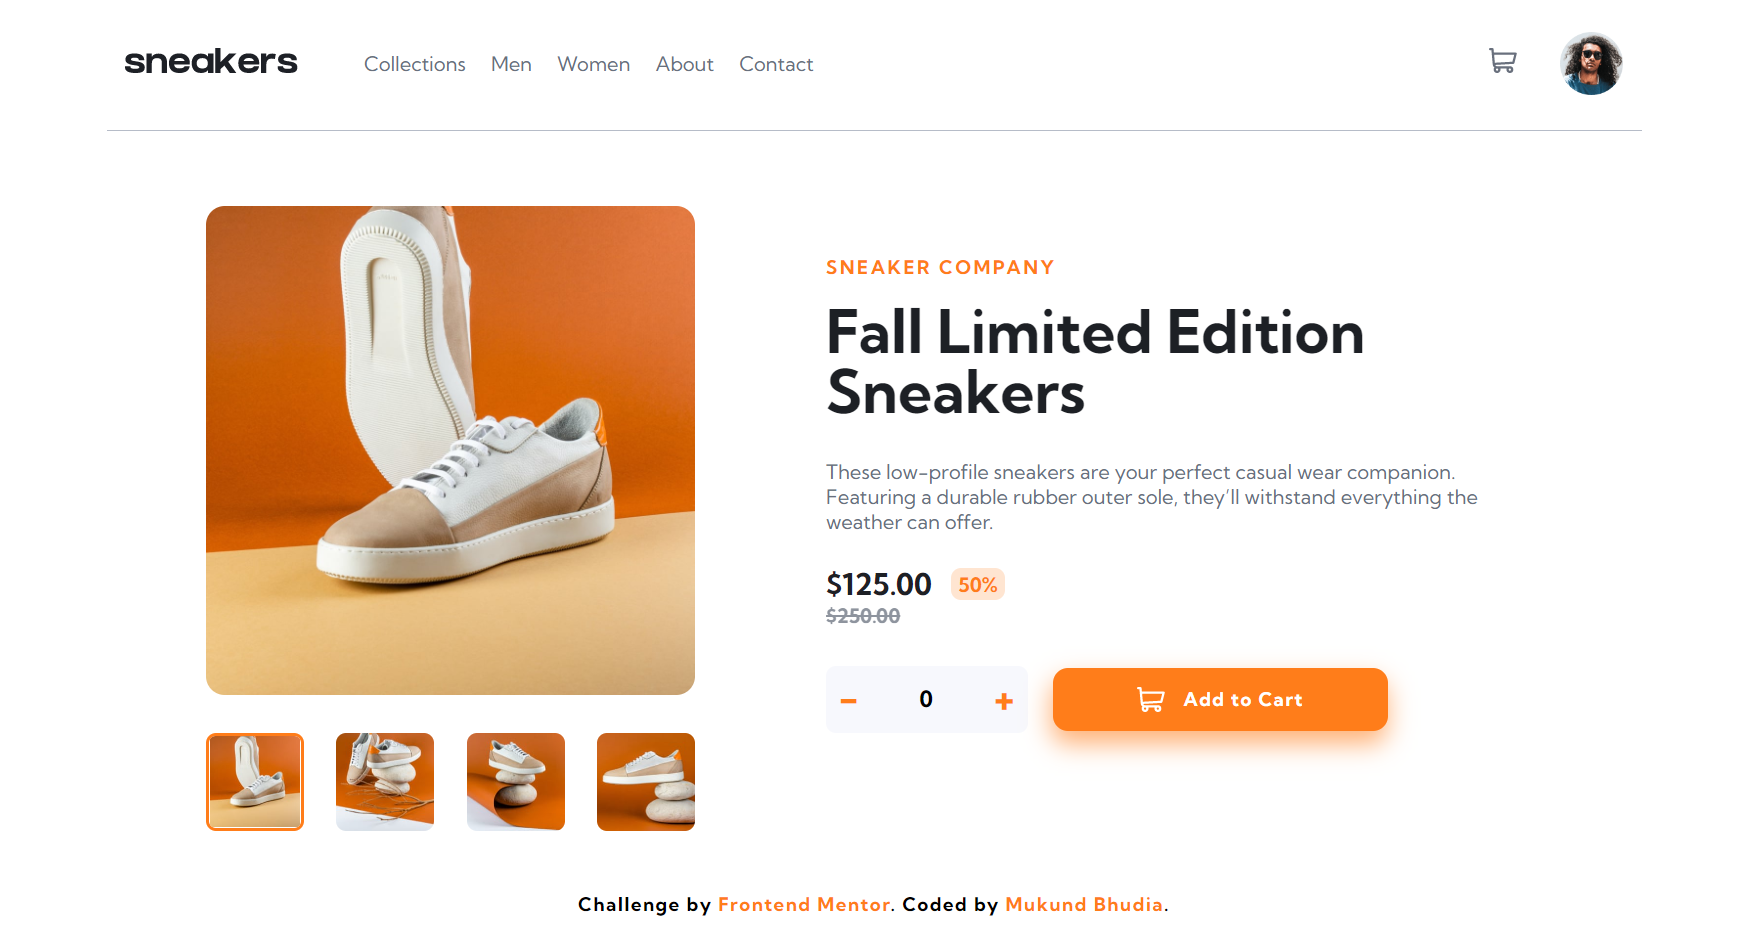 sneakers
Collections Men Women About Contact
SNEAKER COMPANY
Fall Limited Edition
Sneakers
These low-profile sneakers are your perfect casual wear companion.
Featuring a durable rubber outer sole, they’ll withstand everything the
weather can offer.
$125.00 50%
$250.00
0
Add to Cart
Challenge by Frontend Mentor. Coded by Mukund Bhudia.